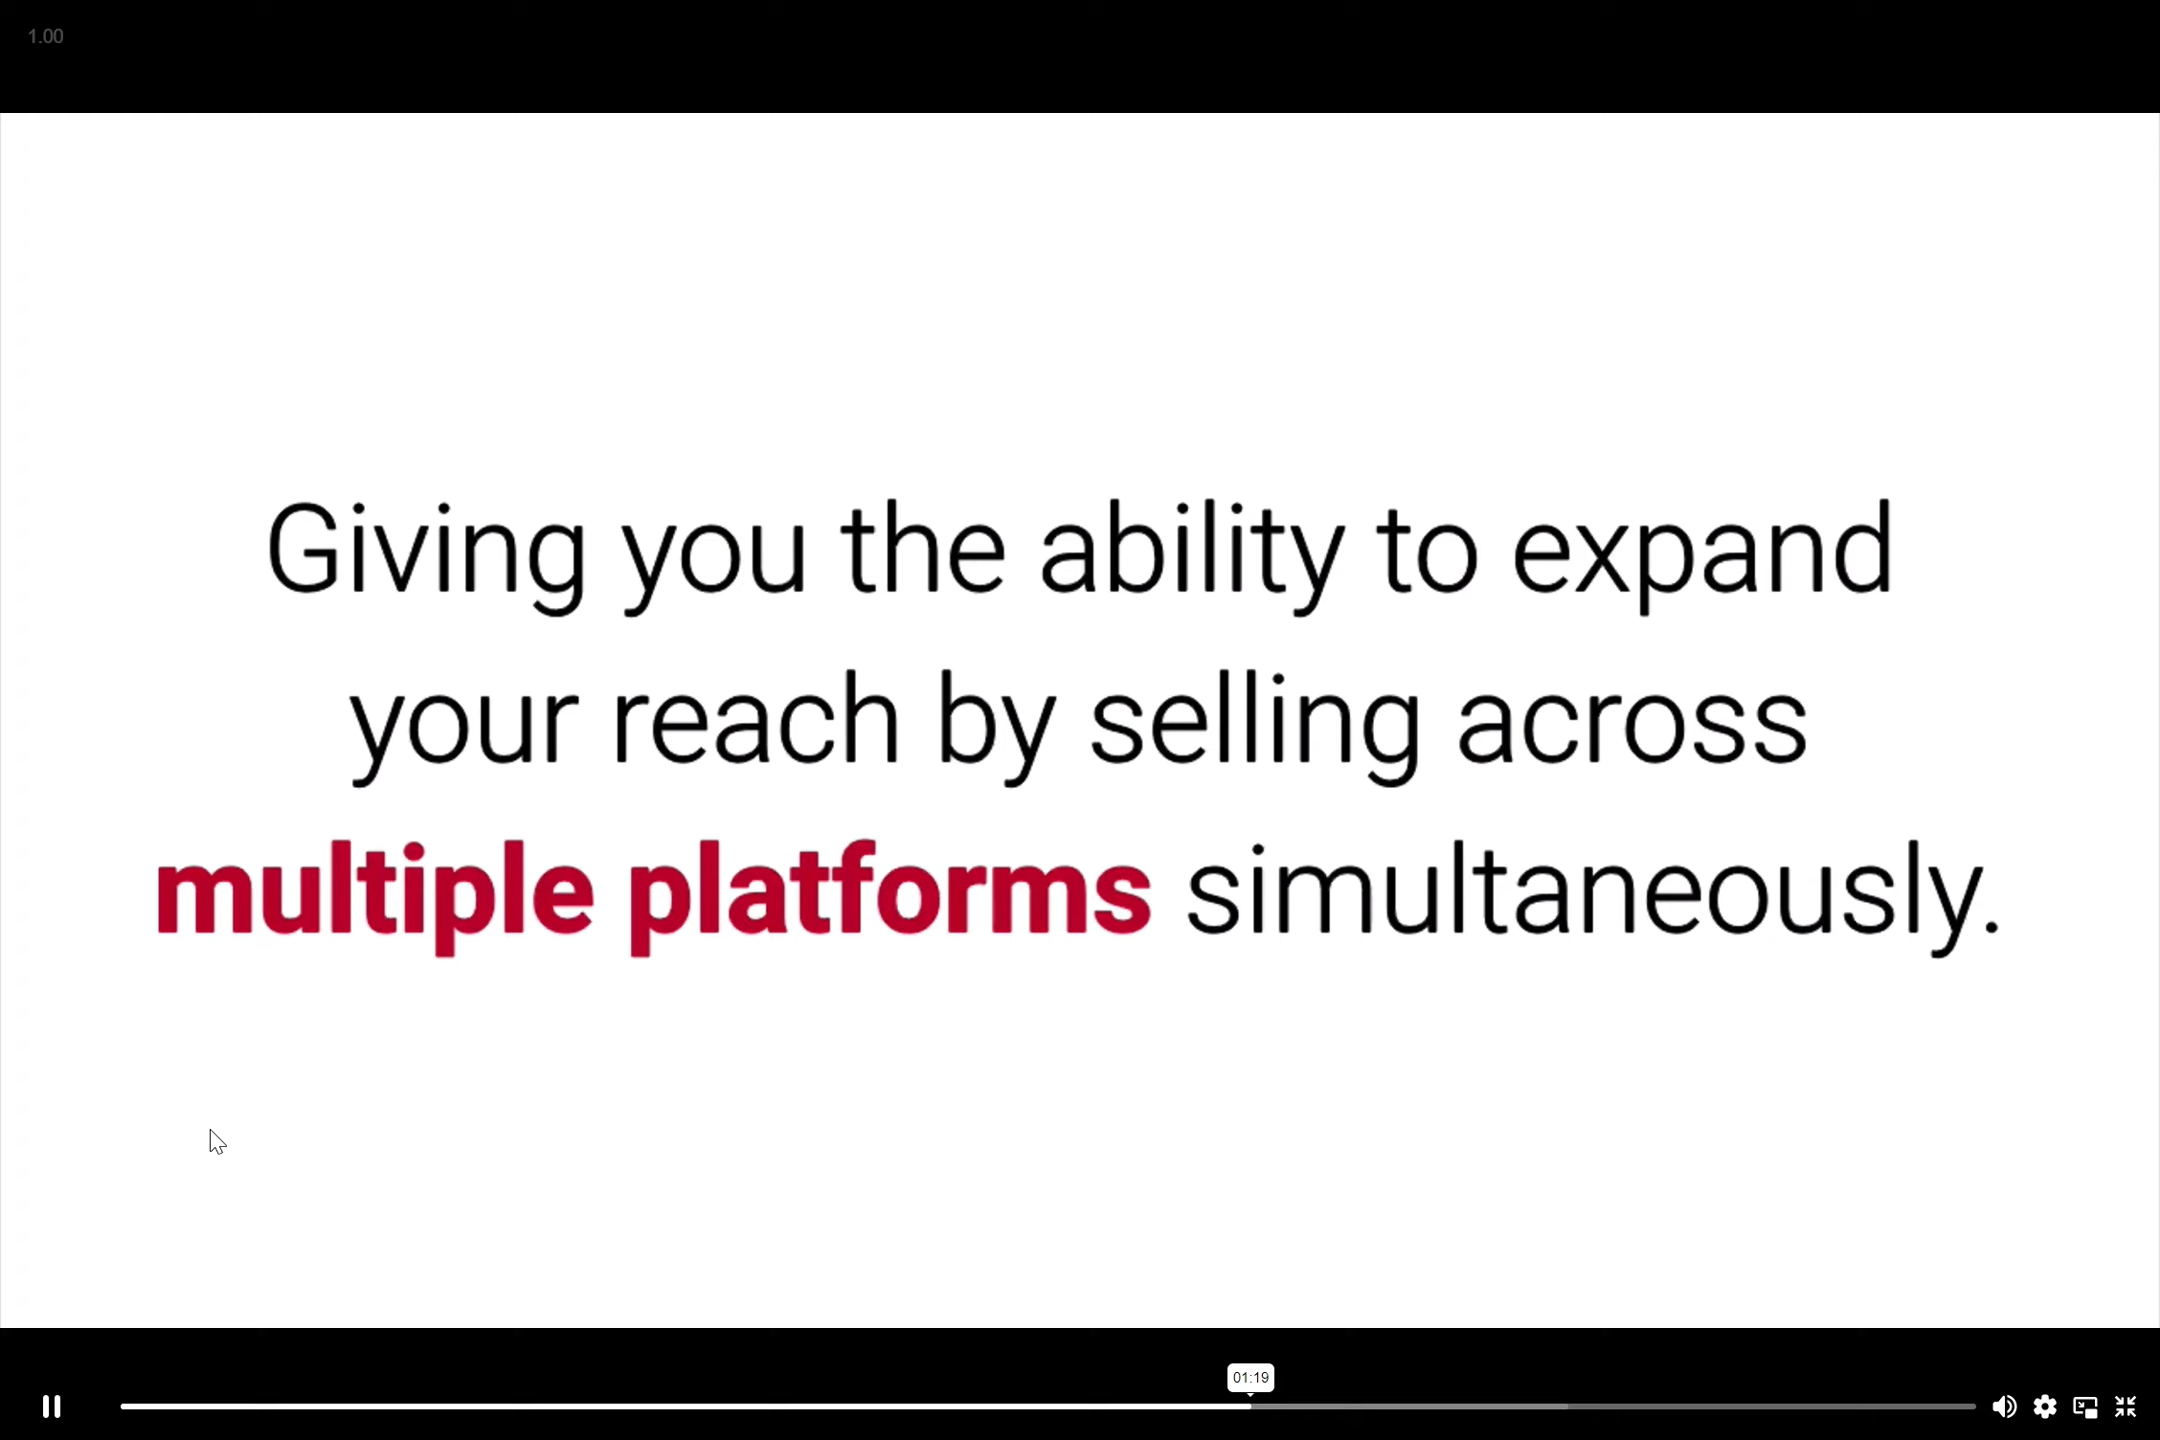 1.00
Giving you the ability to expand
your reach by selling across
multiple platforms simultaneously.
01:19